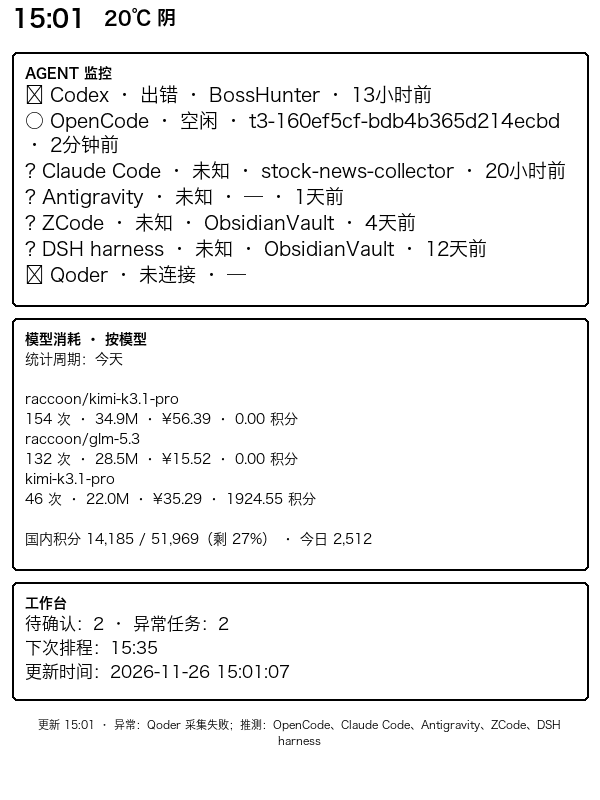 15:01 20℃ 阴
AGENT 监控
☒ Codex · 出错 · BossHunter · 13小时前
○ OpenCode · 空闲 · t3-160ef5cf-bdb4b365d214ecbd
· 2分钟前
? Claude Code · 未知 · stock-news-collector · 20小时前
? Antigravity · 未知 · — · 1天前
? ZCode · 未知 · ObsidianVault · 4天前
? DSH harness · 未知 · ObsidianVault · 12天前
☒ Qoder · 未连接 · —
模型消耗 · 按模型
统计周期：今天
raccoon/kimi-k3.1-pro
154 次 · 34.9M · ¥56.39 · 0.00 积分
raccoon/glm-5.3
132 次 · 28.5M · ¥15.52 · 0.00 积分
kimi-k3.1-pro
46 次 · 22.0M · ¥35.29 · 1924.55 积分
国内积分 14,185 / 51,969（剩 27%） · 今日 2,512
工作台
待确认：2 · 异常任务：2
下次排程：15:35
更新时间：2026-11-26 15:01:07
更新 15:01 · 异常：Qoder 采集失败；推测：OpenCode、Claude Code、Antigravity、ZCode、DSH
harness